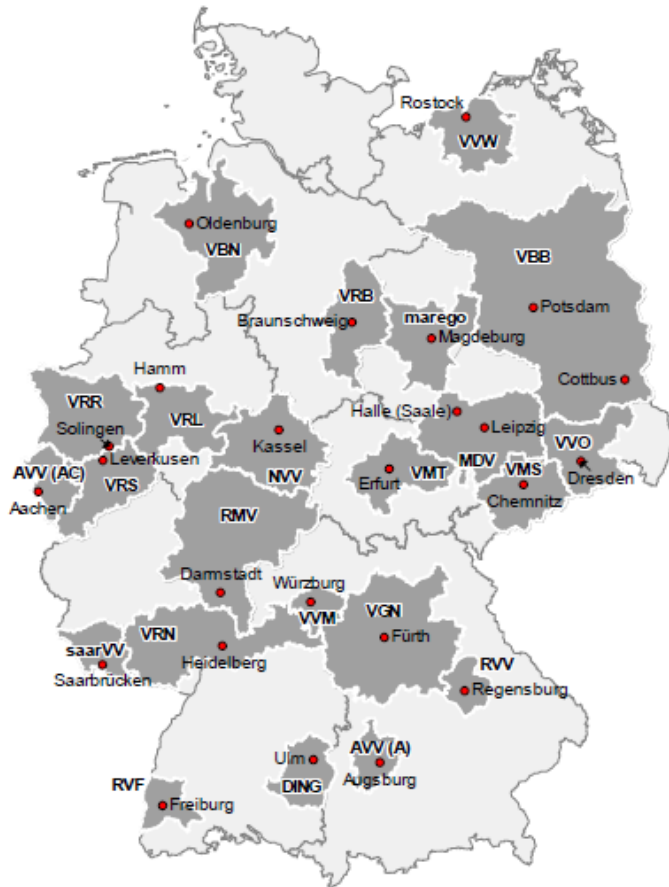 Rostock
VVW
Oldenburg
VBN
VBB
VRB
marego
Potsdam
Braunschweig
Magdeburg
Hamm
Cottbus
VRR
VRL
Halle (Saale)
Solingen
Leipzig
Kassel
VVO
Leverkusen
AVV (AC)
VRS
NVV
Erfurt
VMT
MDV
VMS
Dresden
Aachen
Chemnitz
RMV
Darmstadt
Würzburg
VGN
VVM
VRN
Fürth
saarVV
Heidelberg
Saarbrücken
RVV
Regensburg
AVV (A)
Ulm
Augsburg
RVF
DING
Freiburg